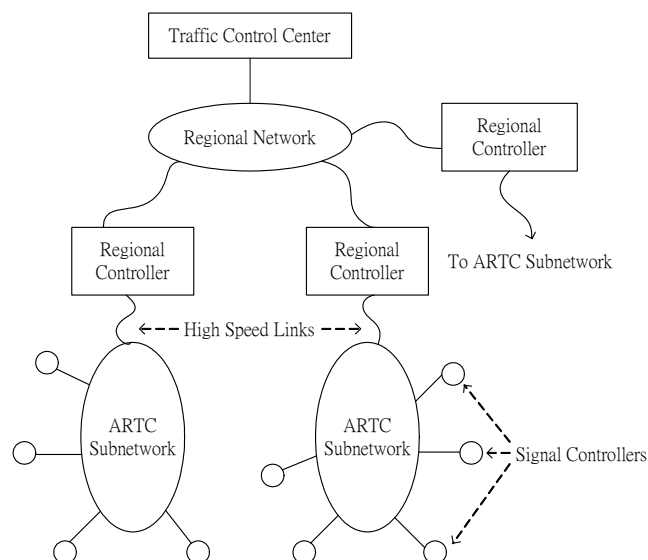 Traffic Control Center
Regional Network
Regional
Controller
Regional
Controller
Regional
Controller
To ARTC Subnetwork
High Speed Links
ARTC
Subnetwork
ARTC
Subnetwork
Signal Controllers